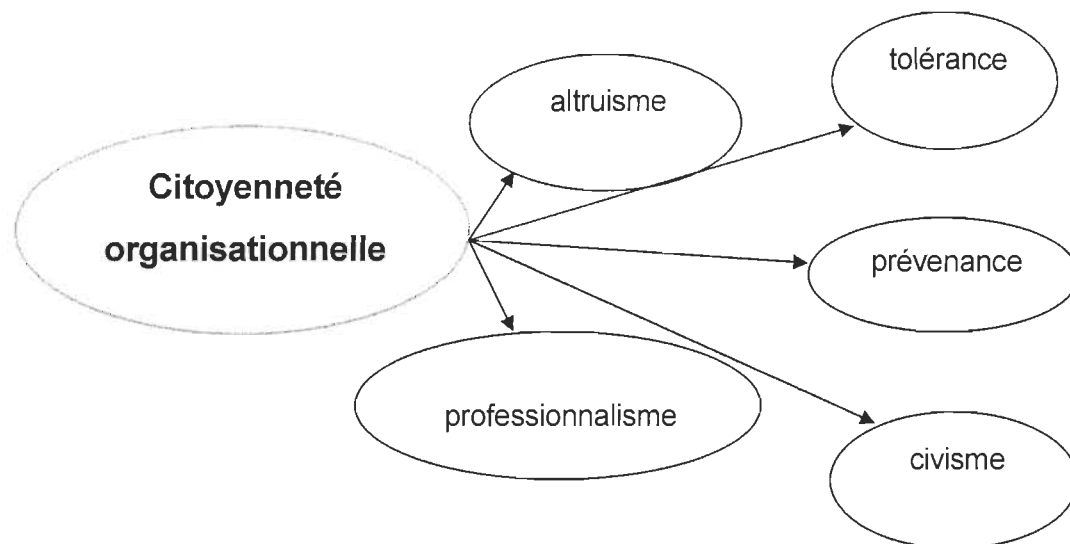 Citoyenneté
organisationnelle
altruisme
tolérance
prévenance
professionnalisme
civisme